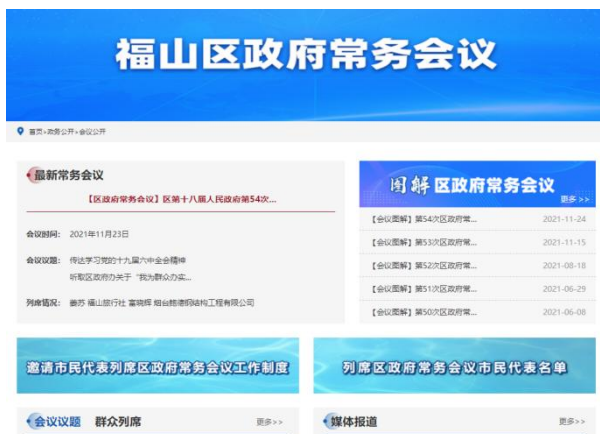 福山区政府常务会议
首页»政务公开»会议公开
最新常务会议
【区政府常务会议】区第十八届人民政府第54次...
会议时间: 2021年11月23日
会议议题: 传达学习党的十九届六中全会精神
听取区政府办关于“我为群众办实...
列席情况: 姜苏 福山旅行社 富晓辉 烟台鲍德钢结构工程有限公司
图解 区政府常务会议
更多 >>
【会议图解】第54次区政府常... 2021-11-24
【会议图解】第53次区政府常... 2021-11-15
【会议图解】第52次区政府常... 2021-08-18
【会议图解】第51次区政府常... 2021-06-29
【会议图解】第50次区政府常... 2021-06-08
邀请市民代表列席区政府常务会议工作制度
列席区政府常务会议市民代表名单
会议议题 群众列席 更多>>
媒体报道 更多>>